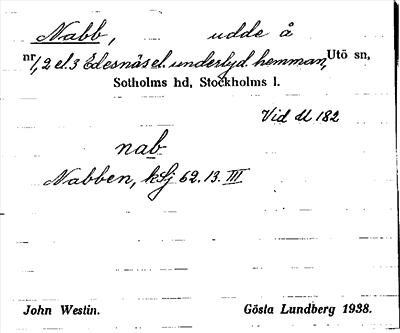 Nabb, udde å
nr 1, 2 el. 3 Edesnäs el. underlyd. hemman, Utö sn,
Sotholms hd, Stockholms l.
Vid M 182
nab
Nabben, ksj 62. 13. III
John Westin. Gösta Lundberg 1938.